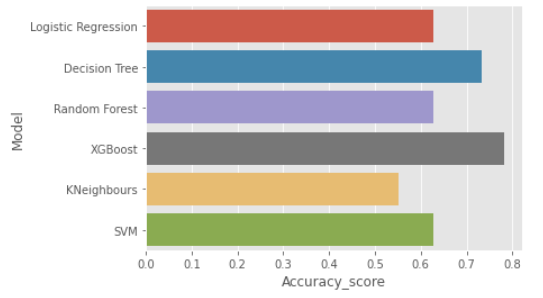 Model
Logistic Regression
Decision Tree
Random Forest
XGBoost
KNeighbours
SVM
0.0 0.1 0.2 0.3 0.4 0.5 0.6 0.7 0.8
Accuracy_score